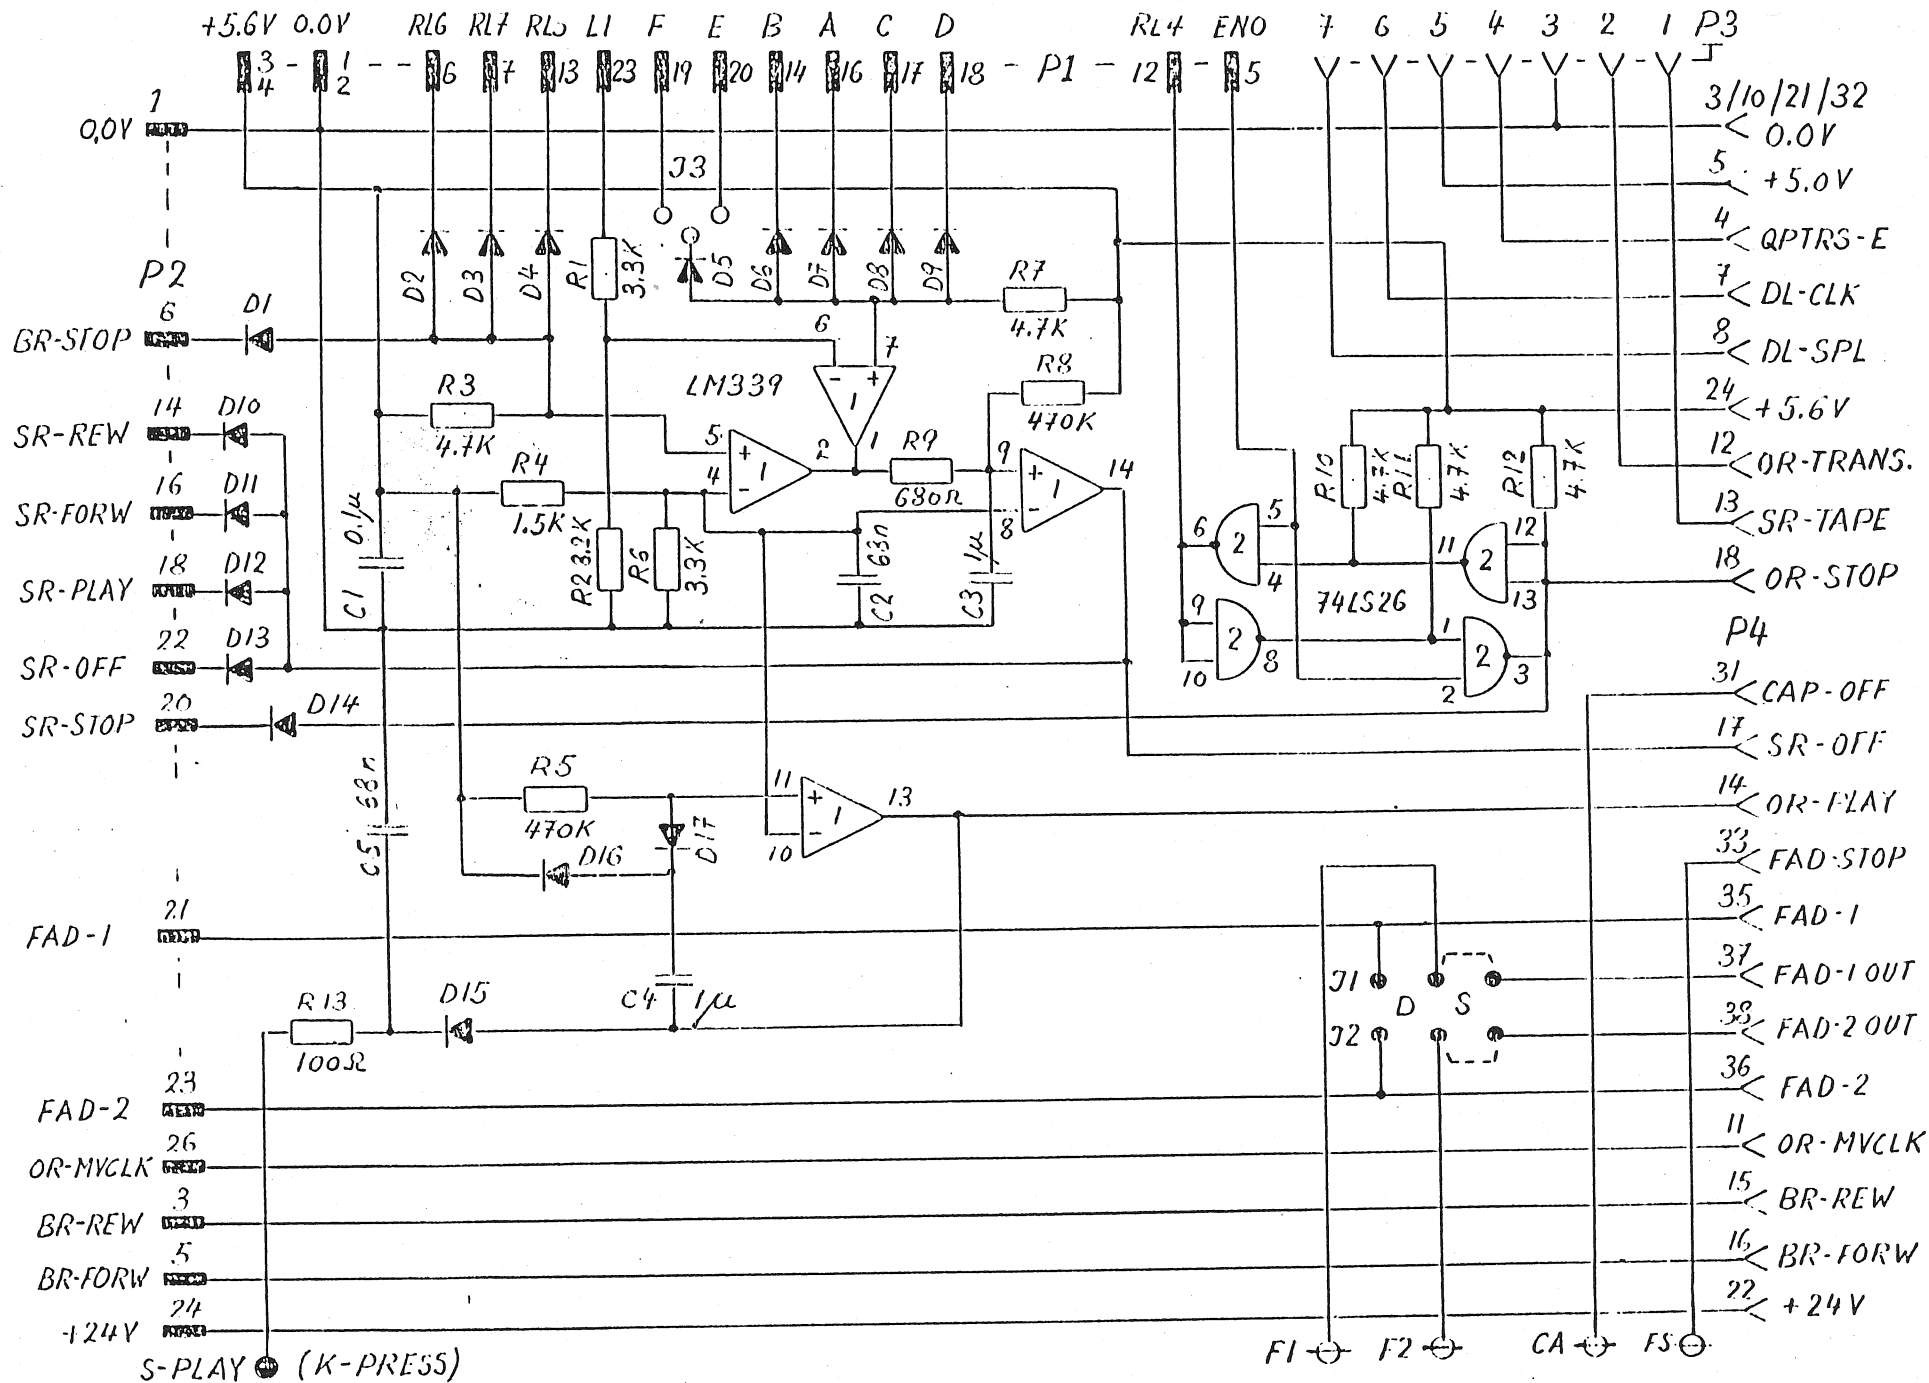 +5.6V 0.0V RL6 RL7 RL5 L1 F E B A C D RL4 ENO 7 6 5 4 3 2 1 P3
3 4 1 2 6 7 13 23 19 20 14 16 17 18 P1 12 5
1
0.0V
3/10/21/32
0.0V
J3
5
+5.0V
4
QPTRS-E
P2
D2 D3 D4 R1 3.3K D5 D6 D7 D8 D9
R7
4.7K
7
DL-CLK
6
BR-STOP
D1
6
7
8
DL-SPL
- + 1
LM339
R8
470K
R3
4.7K
24
+5.6V
14
SR-REW
D10
5
4
+ - 1
2 1
R9
680Ω
9
8
+ - 1
14
R10 4.7K R11 4.7K R12 4.7K
12
OR-TRANS.
R4
1.5K
16
SR-FORW
D11
13
SR-TAPE
0.1µ
C1
R2 3.2K
R6 3.3K
63n
C2
1µ
C3
6 2 5 4
11 2 12 13
18
OR-STOP
18
SR-PLAY
D12
74LS26
9 10 2 8
1 2 2 3
P4
22
SR-OFF
D13
31
CAP-OFF
20
SR-STOP
D14
17
SR-OFF
R5
470K
11
10
+ - 1
13
14
OR-PLAY
68n
C5
D17
D16
33
FAD-STOP
21
FAD-1
35
FAD-1
J1
D S
37
FAD-1 OUT
R13
100Ω
D15
C4
1µ
J2
38
FAD-2 OUT
23
FAD-2
36
FAD-2
26
OR-MVCLK
11
OR-MVCLK
3
BR-REW
15
BR-REW
5
BR-FORW
16
BR-FORW
24
+24V
22
+24V
S-PLAY (K-PRESS)
F1 F2 CA FS